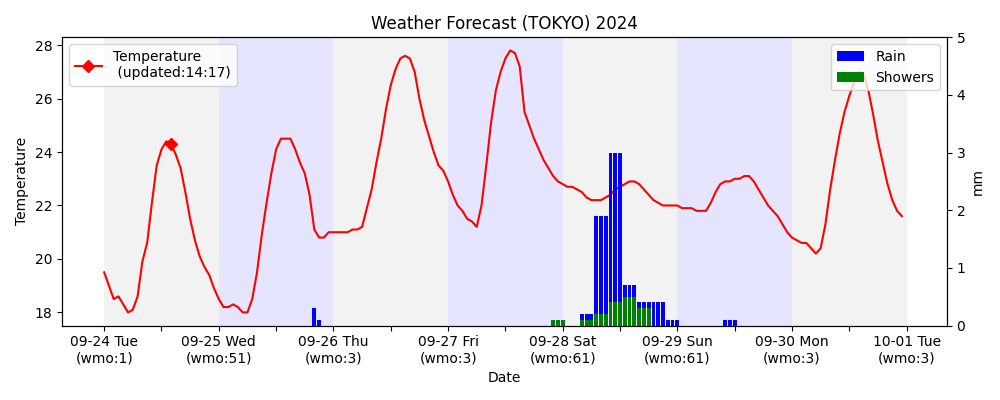 Weather Forecast (TOKYO) 2024
Temperature
(updated:14:17)
Rain
Showers
28
26
24
22
20
18
Temperature
5
4
3
2
1
0
mm
09-24 Tue
(wmo:1)
09-25 Wed
(wmo:51)
09-26 Thu
(wmo:3)
09-27 Fri
(wmo:3)
09-28 Sat
(wmo:61)
09-29 Sun
(wmo:61)
09-30 Mon
(wmo:3)
10-01 Tue
(wmo:3)
Date